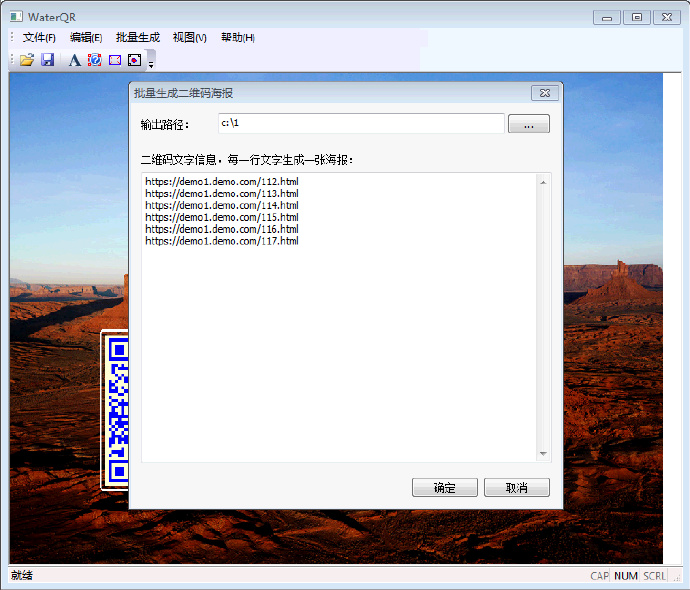 WaterQR
文件(F) 编辑(E) 批量生成 视图(V) 帮助(H)
批量生成二维码海报
输出路径： c:\1 ...
二维码文字信息，每一行文字生成一张海报：
https://demo1.demo.com/112.html
https://demo1.demo.com/113.html
https://demo1.demo.com/114.html
https://demo1.demo.com/115.html
https://demo1.demo.com/116.html
https://demo1.demo.com/117.html
确定 取消
就绪 CAP NUM SCRL